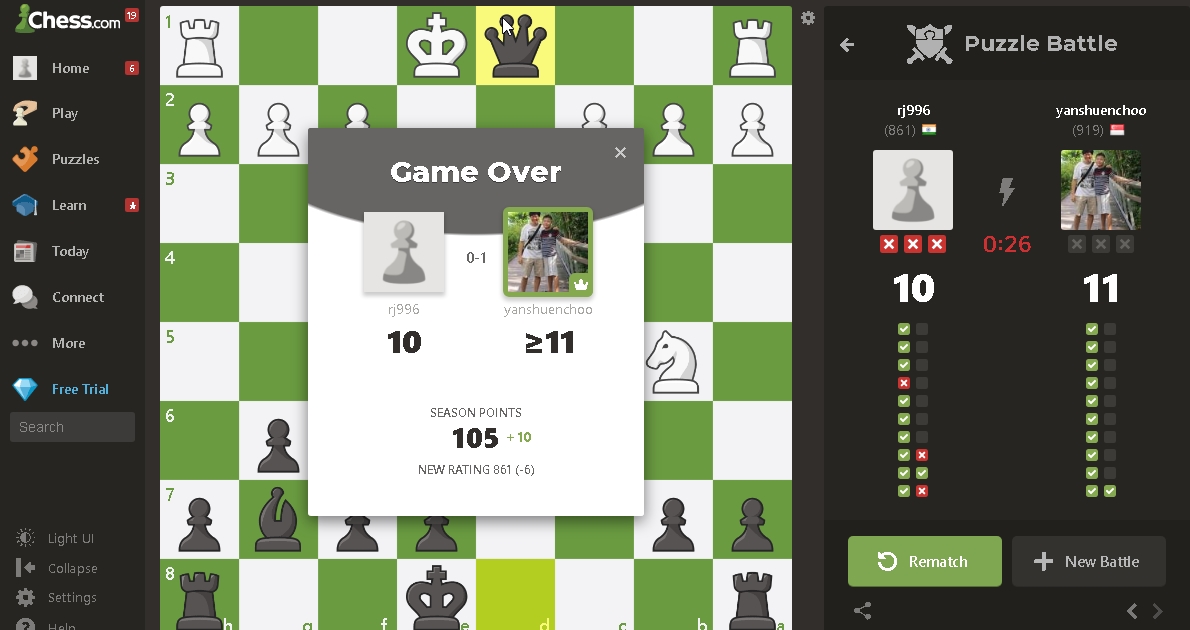 Chess.com 19
Home 6
Play
Puzzles
Learn
Today
Connect
More
Free Trial
Search
Light UI
Collapse
Settings
Help
1
2
3
4
5
6
7
8
h g f e d c b a
Game Over
0-1
rj996 yanshuenchoo
10 ≥11
SEASON POINTS
105 +10
NEW RATING 861 (-6)
Puzzle Battle
rj996 yanshuenchoo
(861) (919)
0:26
10 11
Rematch New Battle